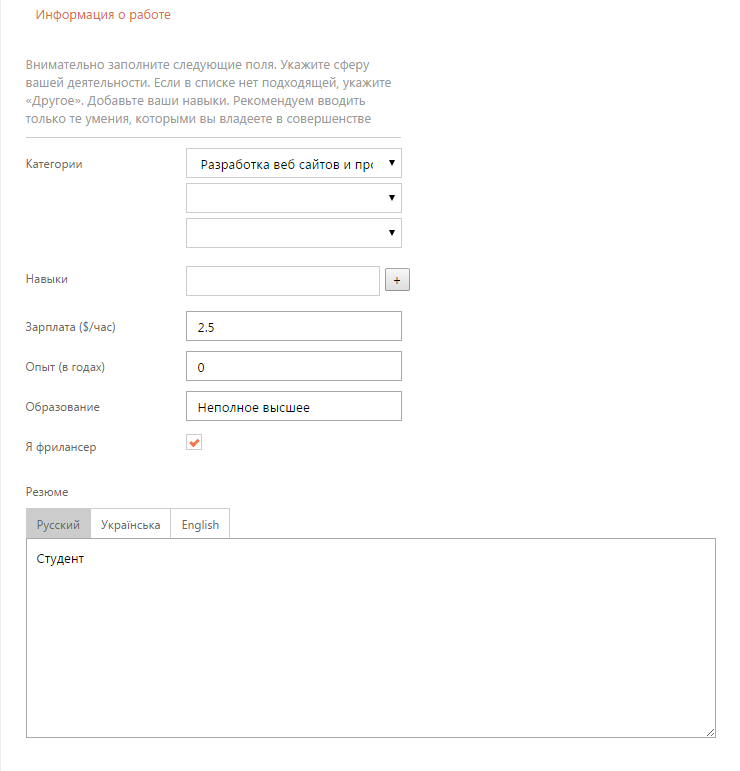 Информация о работе
Внимательно заполните следующие поля. Укажите сферу
вашей деятельности. Если в списке нет подходящей, укажите
«Другое». Добавьте ваши навыки. Рекомендуем вводить
только те умения, которыми вы владеете в совершенстве
Категории
Разработка веб сайтов и прс
Навыки
+
Зарплата ($/час)
2.5
Опыт (в годах)
0
Образование
Неполное высшее
Я фрилансер
Резюме
Русский Українська English
Студент